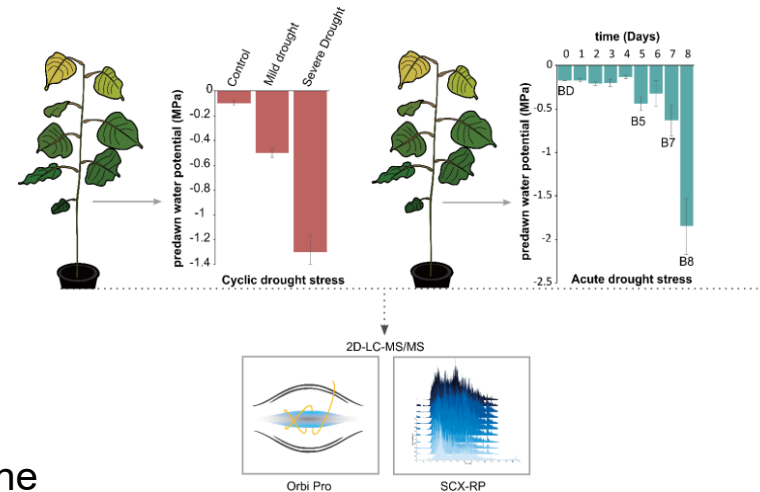 Control
Mild drought
Severe Drought
predawn water potential (MPa)
0
-0.2
-0.4
-0.6
-0.8
-1
-1.2
-1.4
Cyclic drought stress
time (Days)
0 1 2 3 4 5 6 7 8
predawn water potential (MPa)
0
-0.5
-1
-1.5
-2
-2.5
BD
B5
B7
B8
Acute drought stress
2D-LC-MS/MS
Orbi Pro
SCX-RP
ne